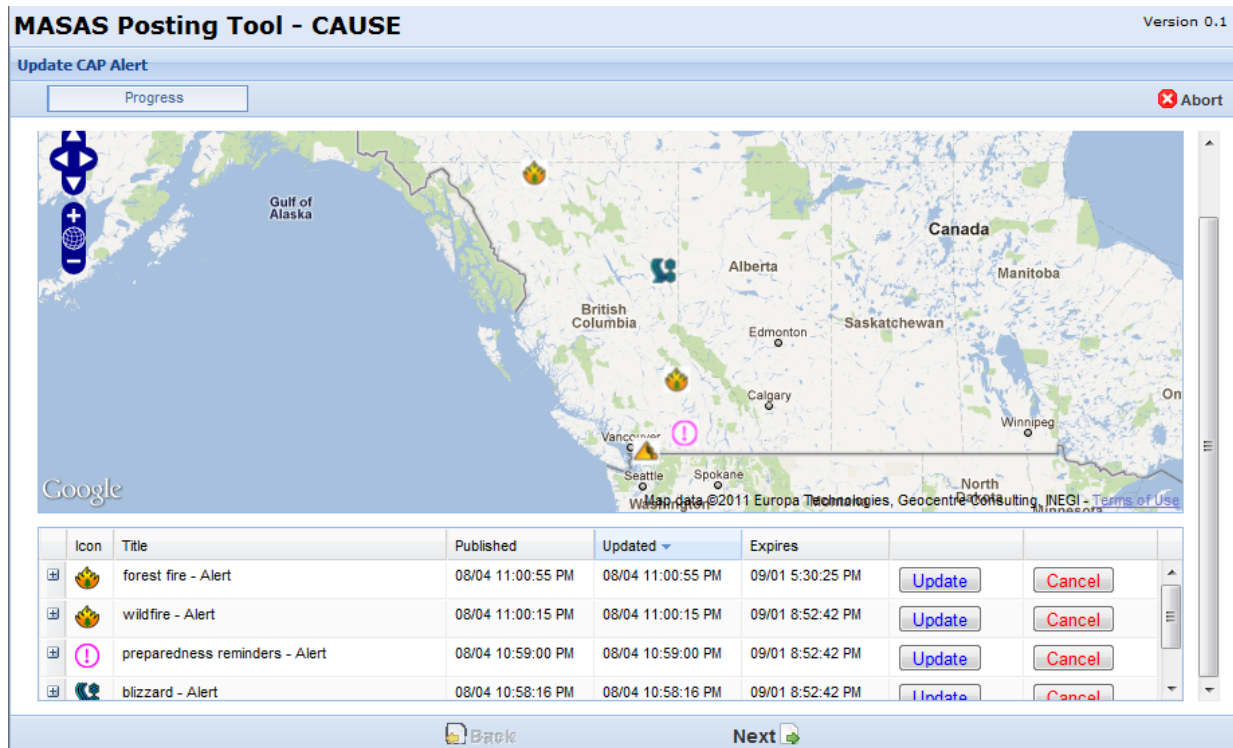 MASAS Posting Tool - CAUSE
Version 0.1
Update CAP Alert
Progress
Abort
Gulf of
Alaska
Canada
Alberta
Manitoba
British
Columbia
Edmonton
Saskatchewan
Calgary
On
Winnipeg
Vancouver
Seattle
Spokane
North
Dakota
Google
Washington
Montana
Minnesota
Map data ©2011 Europa Technologies, Geocentre Consulting, INEGI - Terms of Use
Icon Title Published Updated Expires
forest fire - Alert 08/04 11:00:55 PM 08/04 11:00:55 PM 09/01 5:30:25 PM Update Cancel
wildfire - Alert 08/04 11:00:15 PM 08/04 11:00:15 PM 09/01 8:52:42 PM Update Cancel
preparedness reminders - Alert 08/04 10:59:00 PM 08/04 10:59:00 PM 09/01 8:52:42 PM Update Cancel
blizzard - Alert 08/04 10:58:16 PM 08/04 10:58:16 PM 09/01 8:52:42 PM Update Cancel
Back Next